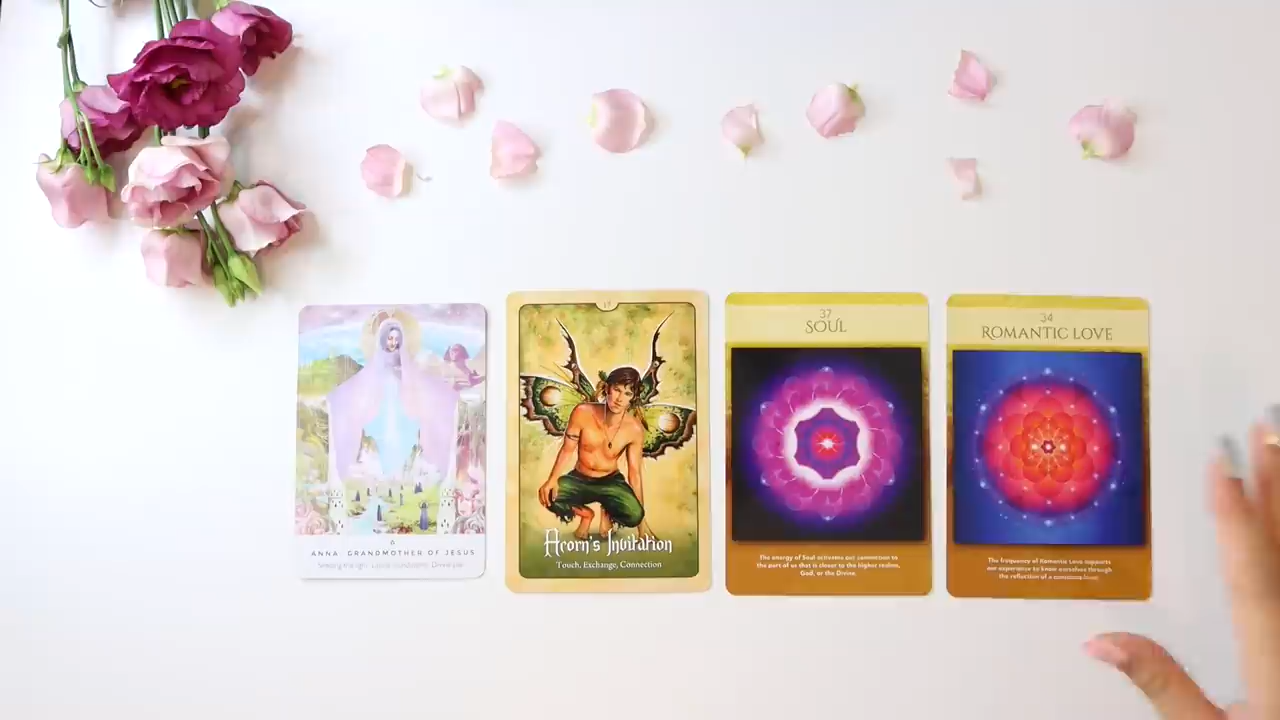 6
ANNA, GRANDMOTHER OF JESUS
17
Acorn's Invitation
Touch, Exchange, Connection
37
SOUL
The energy of Soul activates our connection to
the part of us that is closer to the higher realms,
God, or the Divine.
34
ROMANTIC LOVE
The frequency of Romantic Love supports
our experience to know ourselves through
the reflection of a conscious lover.